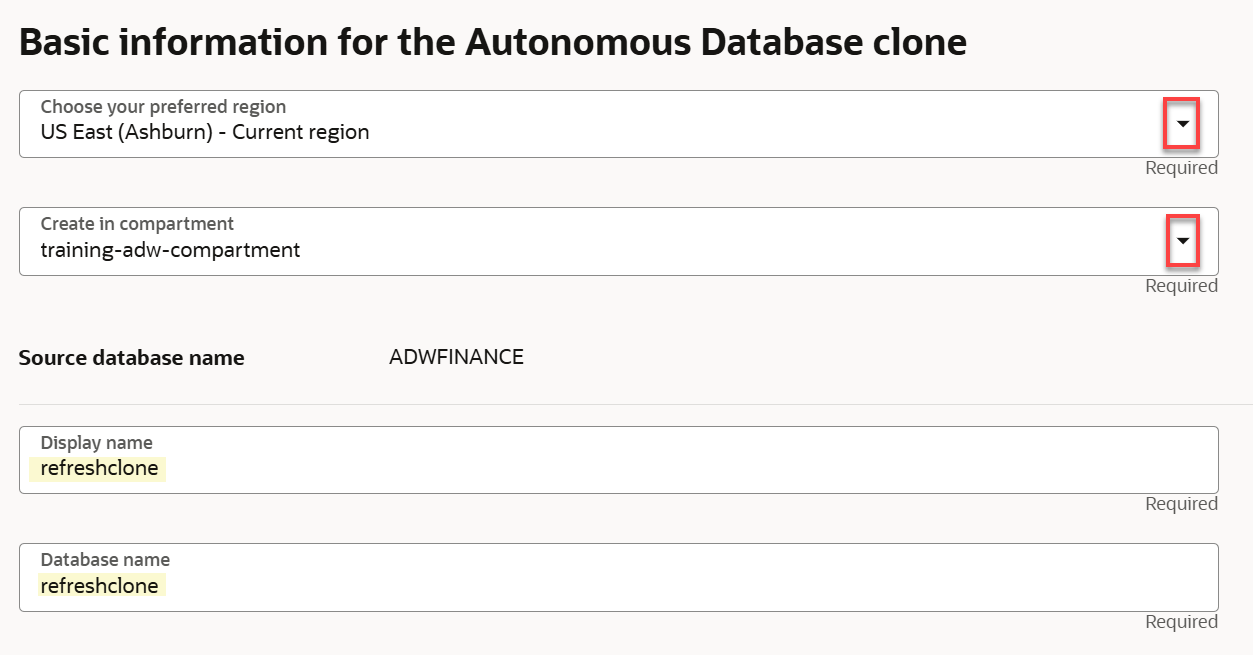 Basic information for the Autonomous Database clone
Choose your preferred region
US East (Ashburn) - Current region
Required
Create in compartment
training-adw-compartment
Required
Source database name ADWFINANCE
Display name
refreshclone
Required
Database name
refreshclone
Required